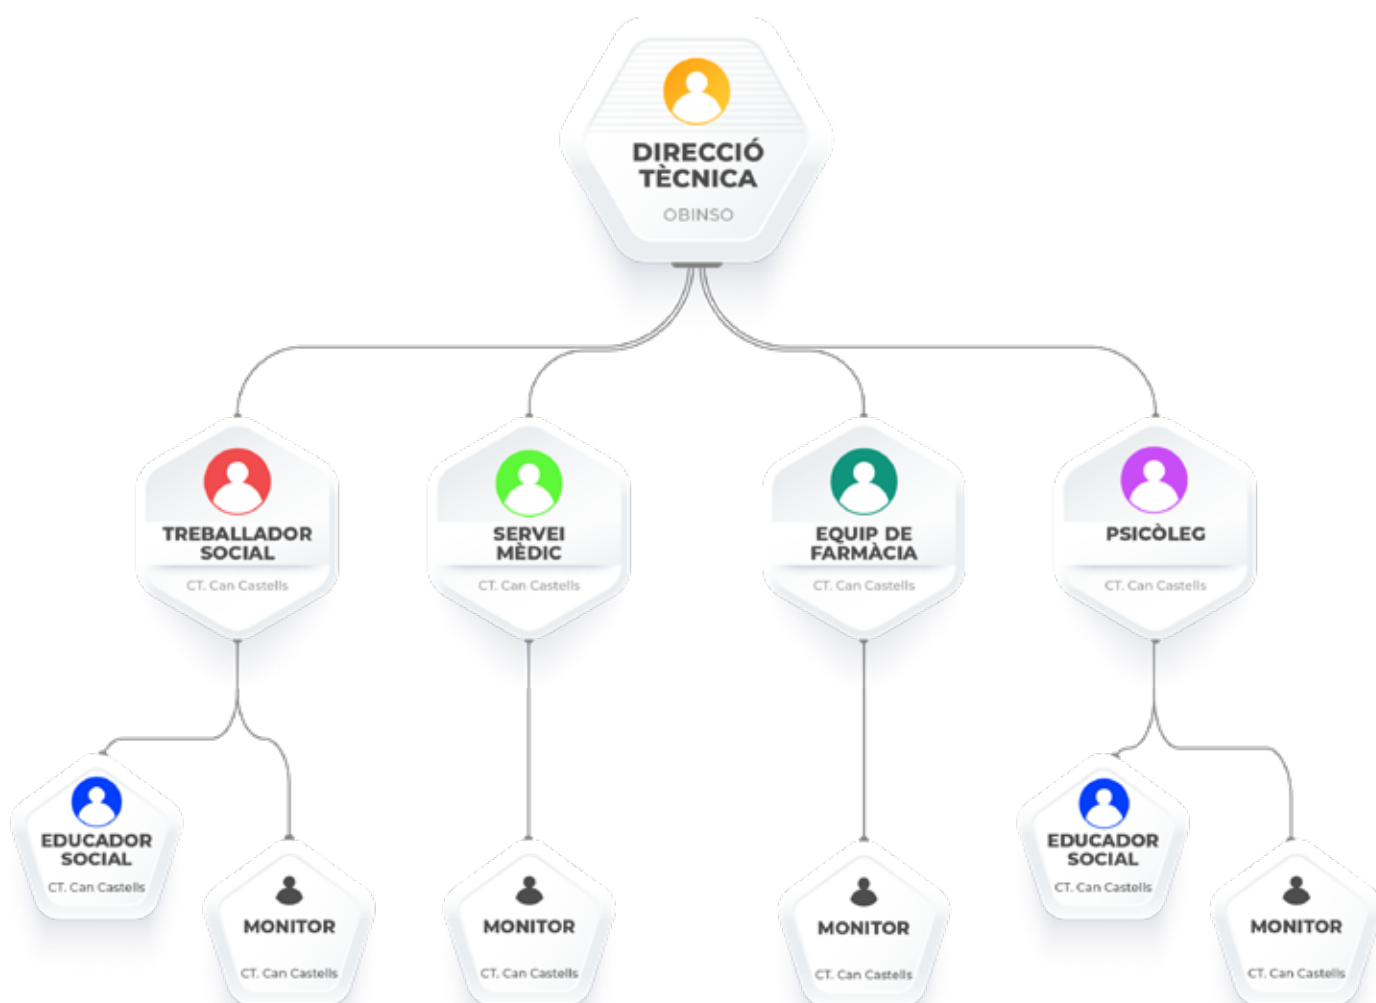 DIRECCIÓ
TÈCNICA
OBINSO
TREBALLADOR
SOCIAL
CT. Can Castells
SERVEI
MÈDIC
CT. Can Castells
EQUIP DE
FARMÀCIA
CT. Can Castells
PSICÒLEG
CT. Can Castells
EDUCADOR
SOCIAL
CT. Can Castells
MONITOR
CT. Can Castells
MONITOR
CT. Can Castells
MONITOR
CT. Can Castells
EDUCADOR
SOCIAL
CT. Can Castells
MONITOR
CT. Can Castells